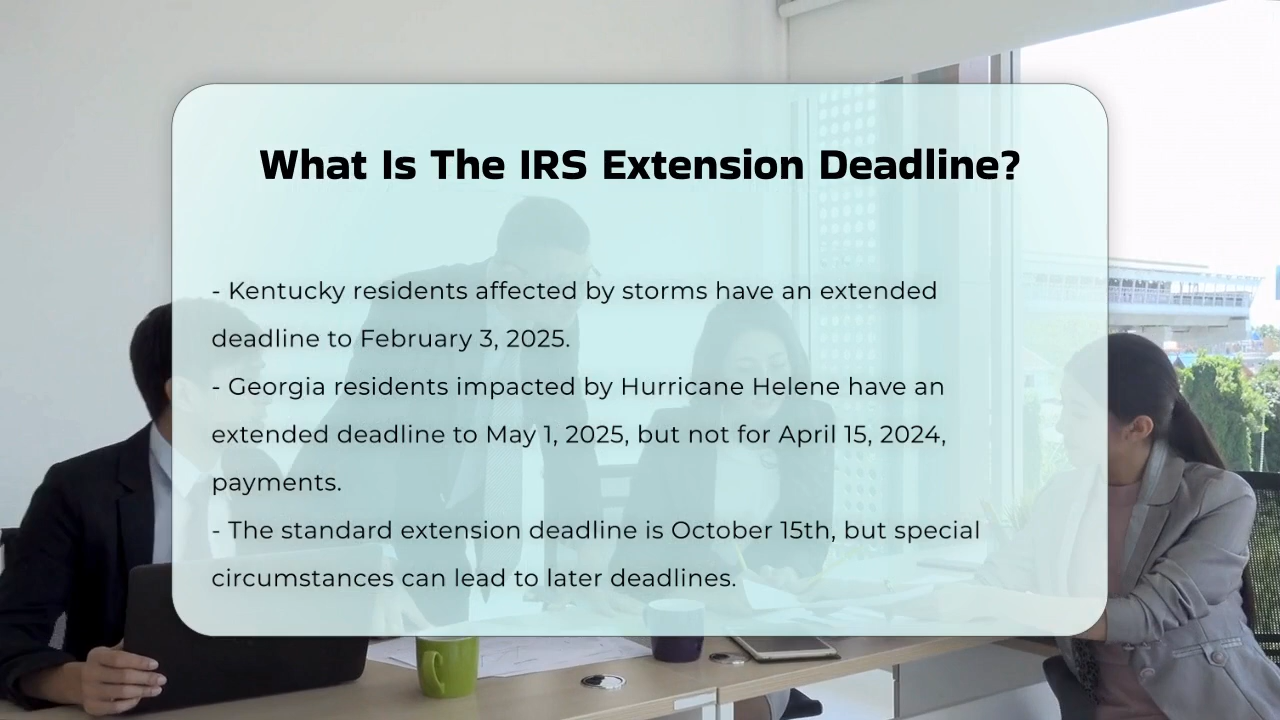 What Is The IRS Extension Deadline?
- Kentucky residents affected by storms have an extended
deadline to February 3, 2025.
- Georgia residents impacted by Hurricane Helene have an
extended deadline to May 1, 2025, but not for April 15, 2024,
payments.
- The standard extension deadline is October 15th, but special
circumstances can lead to later deadlines.